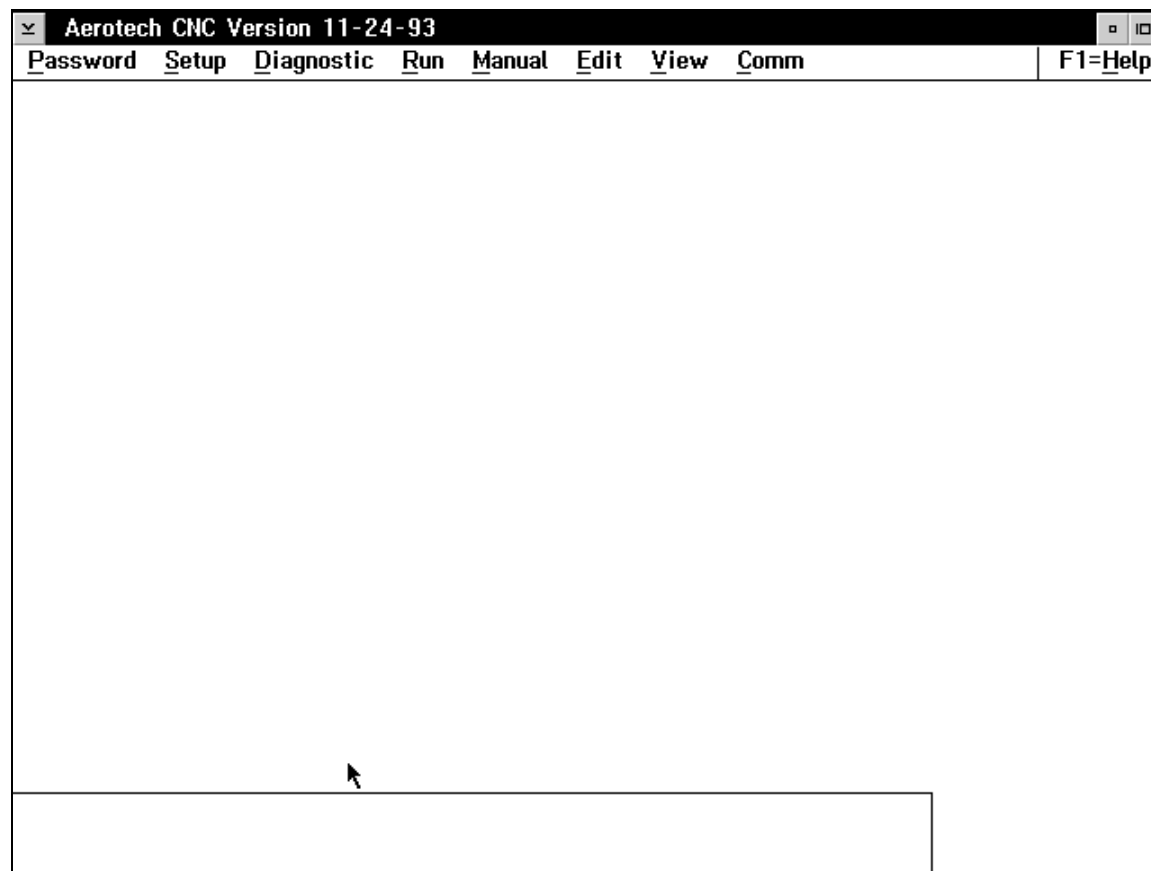 Aerotech CNC Version 11-24-93
Password Setup Diagnostic Run Manual Edit View Comm F1=Help